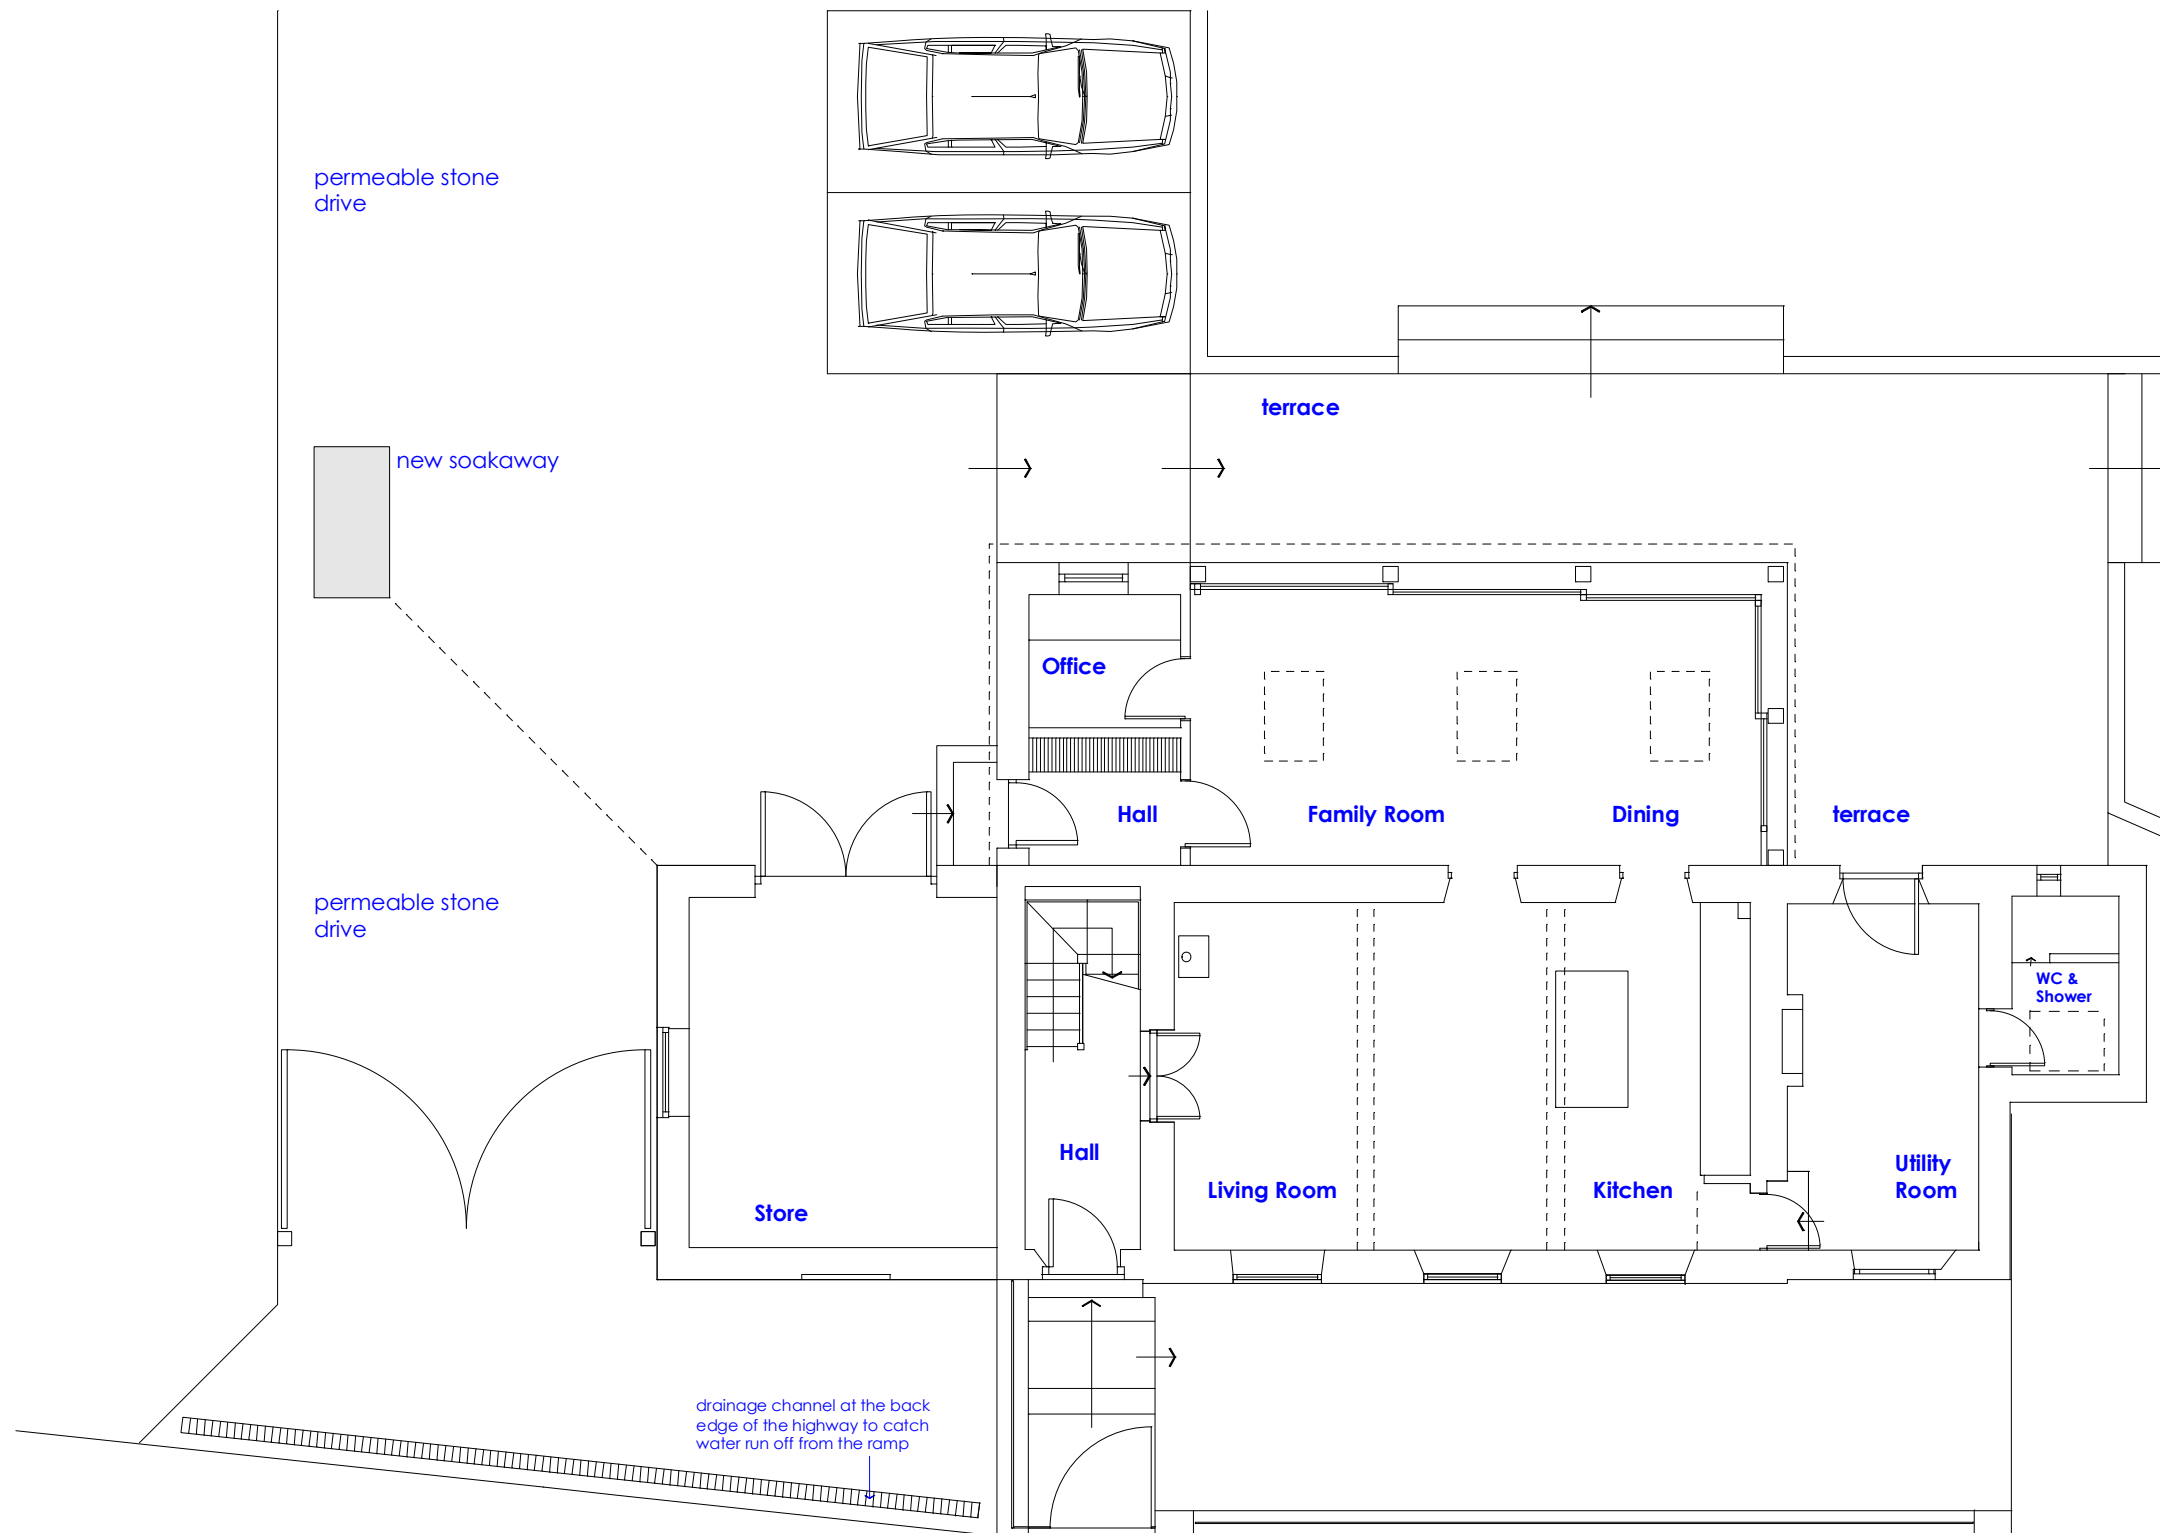 permeable stone
drive
terrace
new soakaway
Office
Hall
Family Room
Dining
terrace
permeable stone
drive
WC &
Shower
Hall
Living Room
Kitchen
Utility
Room
Store
drainage channel at the back
edge of the highway to catch
water run off from the ramp